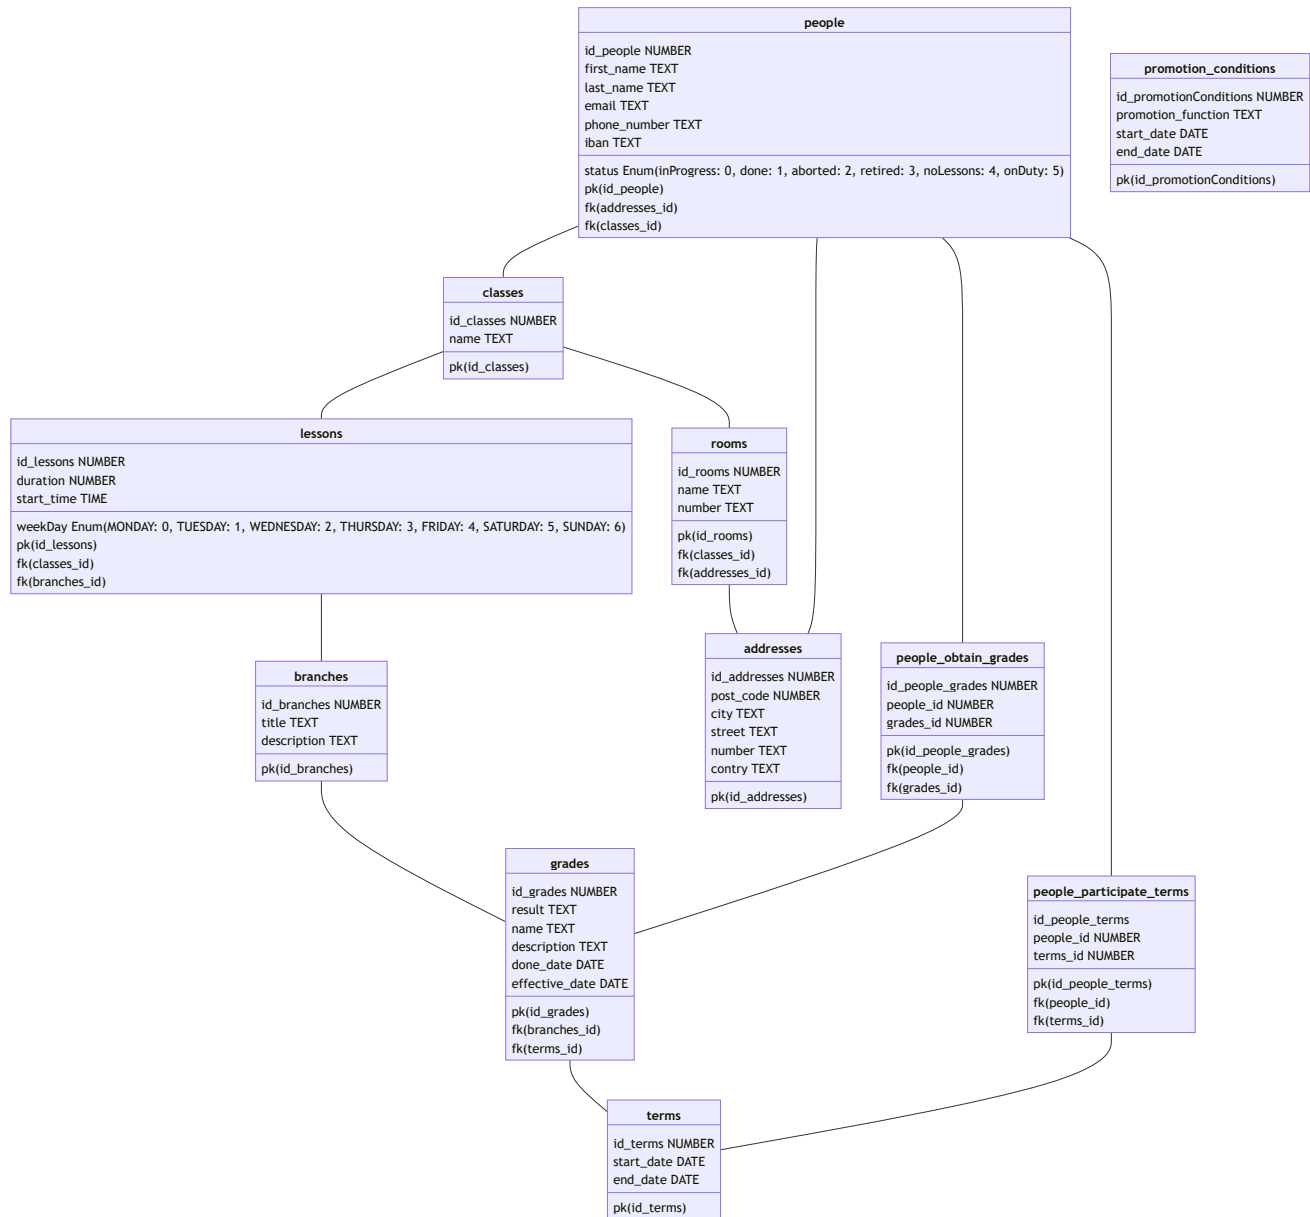 people
id_people NUMBER
first_name TEXT
last_name TEXT
email TEXT
phone_number TEXT
iban TEXT
status Enum(inProgress: 0, done: 1, aborted: 2, retired: 3, noLessons: 4, onDuty: 5)
pk(id_people)
fk(addresses_id)
fk(classes_id)
promotion_conditions
id_promotionConditions NUMBER
promotion_function TEXT
start_date DATE
end_date DATE
pk(id_promotionConditions)
classes
id_classes NUMBER
name TEXT
pk(id_classes)
lessons
id_lessons NUMBER
duration NUMBER
start_time TIME
weekDay Enum(MONDAY: 0, TUESDAY: 1, WEDNESDAY: 2, THURSDAY: 3, FRIDAY: 4, SATURDAY: 5, SUNDAY: 6)
pk(id_lessons)
fk(classes_id)
fk(branches_id)
rooms
id_rooms NUMBER
name TEXT
number TEXT
pk(id_rooms)
fk(classes_id)
fk(addresses_id)
branches
id_branches NUMBER
title TEXT
description TEXT
pk(id_branches)
addresses
id_addresses NUMBER
post_code NUMBER
city TEXT
street TEXT
number TEXT
contry TEXT
pk(id_addresses)
people_obtain_grades
id_people_grades NUMBER
people_id NUMBER
grades_id NUMBER
pk(id_people_grades)
fk(people_id)
fk(grades_id)
grades
id_grades NUMBER
result TEXT
name TEXT
description TEXT
done_date DATE
effective_date DATE
pk(id_grades)
fk(branches_id)
fk(terms_id)
people_participate_terms
id_people_terms
people_id NUMBER
terms_id NUMBER
pk(id_people_terms)
fk(people_id)
fk(terms_id)
terms
id_terms NUMBER
start_date DATE
end_date DATE
pk(id_terms)